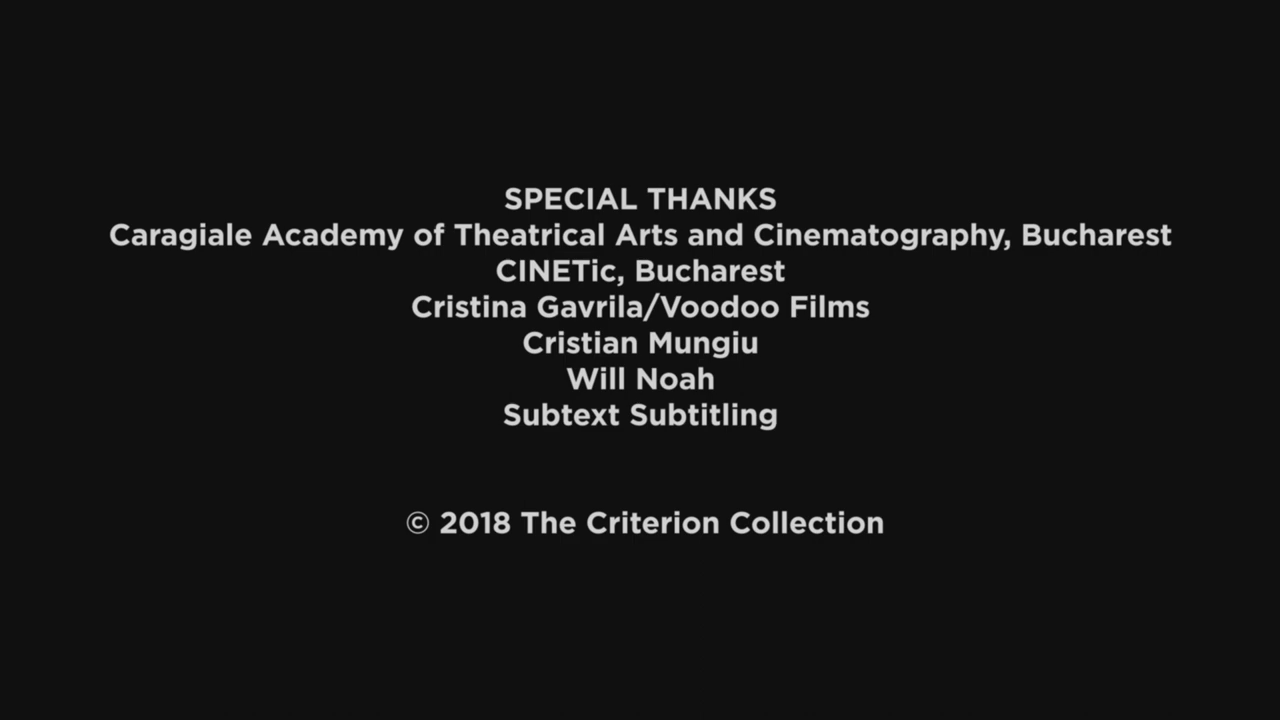 SPECIAL THANKS
Caragiale Academy of Theatrical Arts and Cinematography, Bucharest
CINETic, Bucharest
Cristina Gavrila/Voodoo Films
Cristian Mungiu
Will Noah
Subtext Subtitling
© 2018 The Criterion Collection